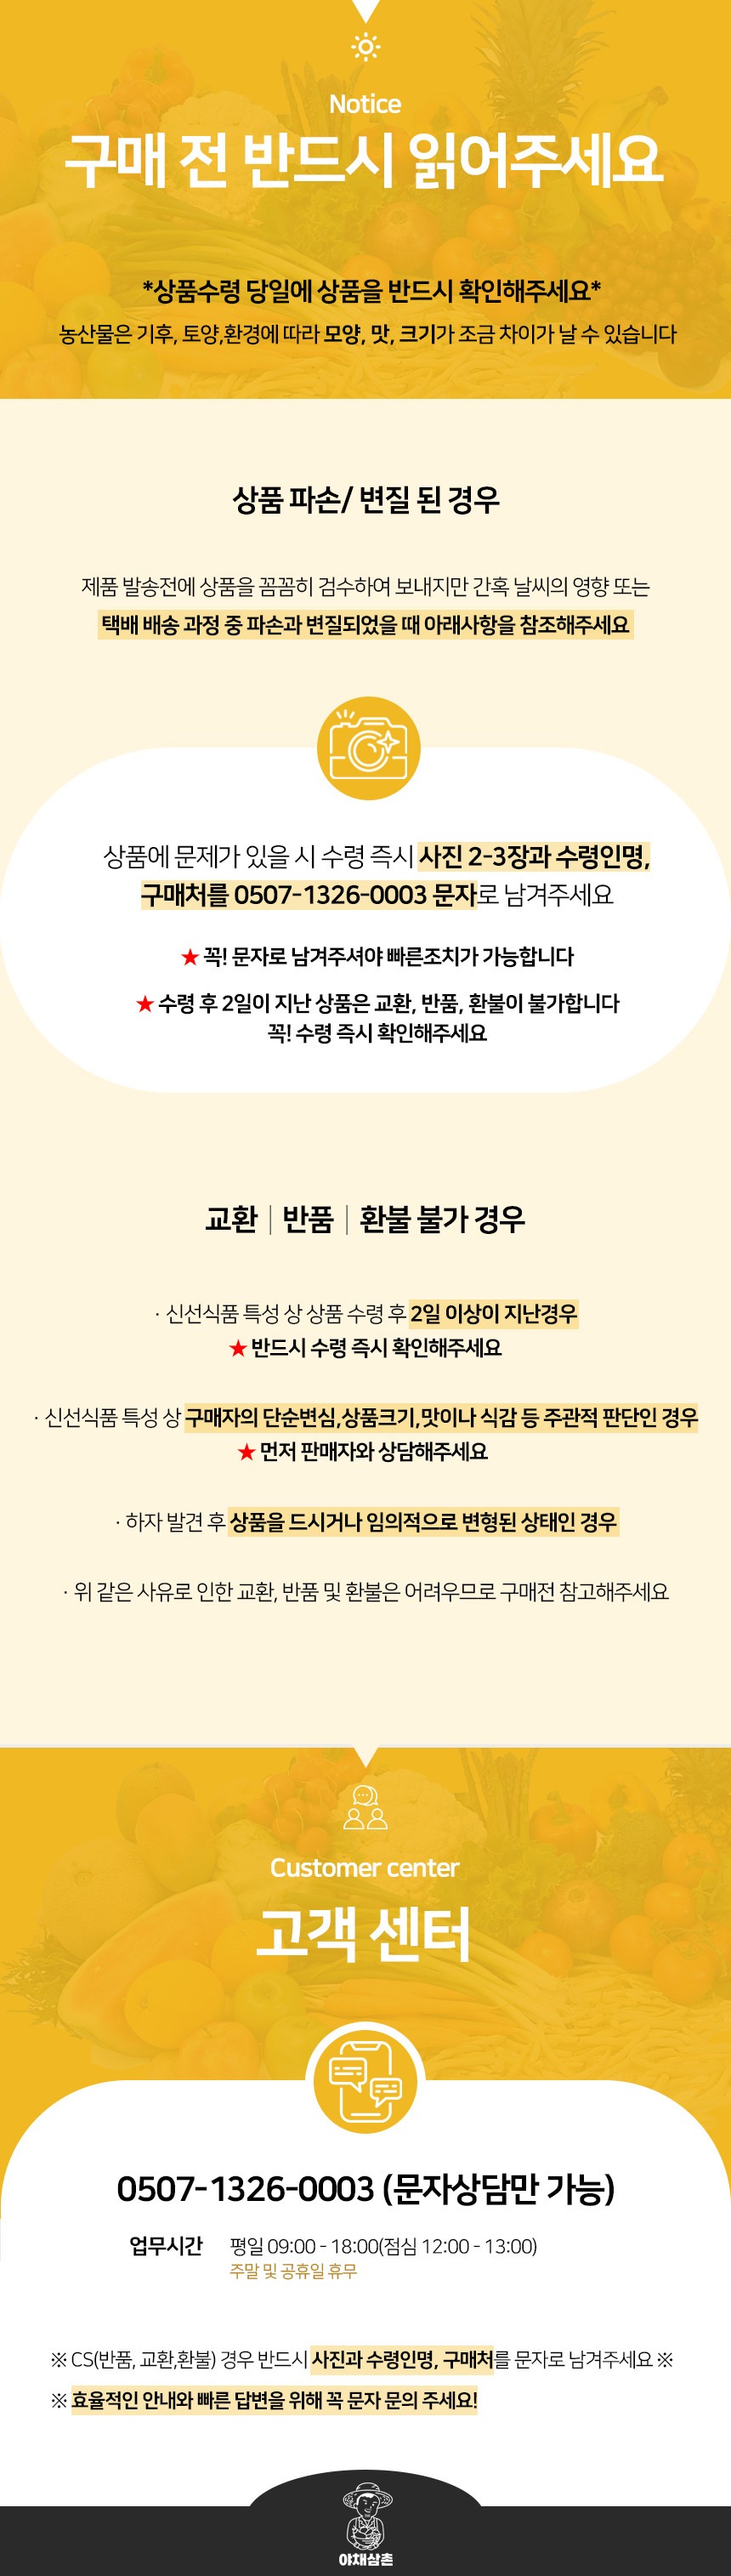 Notice
구매 전 반드시 읽어주세요
*상품수령 당일에 상품을 반드시 확인해주세요*
농산물은 기후, 토양,환경에 따라 모양, 맛, 크기가 조금 차이가 날 수 있습니다
상품 파손/ 변질 된 경우
제품 발송전에 상품을 꼼꼼히 검수하여 보내지만 간혹 날씨의 영향 또는
택배 배송 과정 중 파손과 변질되었을 때 아래사항을 참조해주세요
상품에 문제가 있을 시 수령 즉시 사진 2-3장과 수령인명,
구매처를 0507-1326-0003 문자로 남겨주세요
★ 꼭! 문자로 남겨주셔야 빠른조치가 가능합니다
★ 수령 후 2일이 지난 상품은 교환, 반품, 환불이 불가합니다
꼭! 수령 즉시 확인해주세요
교환 | 반품 | 환불 불가 경우
· 신선식품 특성 상 상품 수령 후 2일 이상이 지난경우
★ 반드시 수령 즉시 확인해주세요
· 신선식품 특성 상 구매자의 단순변심,상품크기,맛이나 식감 등 주관적 판단인 경우
★ 먼저 판매자와 상담해주세요
· 하자 발견 후 상품을 드시거나 임의적으로 변형된 상태인 경우
· 위 같은 사유로 인한 교환, 반품 및 환불은 어려우므로 구매전 참고해주세요
Customer center
고객 센터
0507-1326-0003 (문자상담만 가능)
업무시간 평일 09:00 - 18:00(점심 12:00 - 13:00)
주말 및 공휴일 휴무
※ CS(반품, 교환,환불) 경우 반드시 사진과 수령인명, 구매처를 문자로 남겨주세요 ※
※ 효율적인 안내와 빠른 답변을 위해 꼭 문자 문의 주세요!
야채삼촌